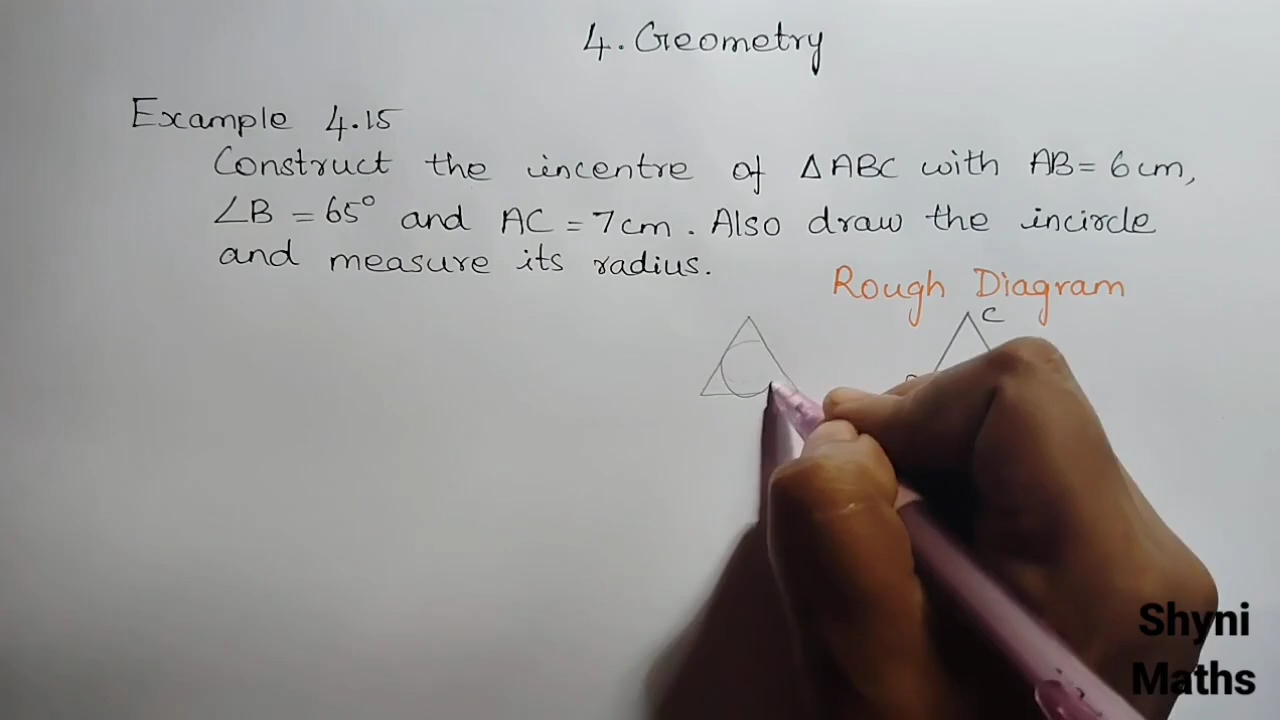 4. Geometry
Example 4.15
Construct the incentre of ΔABC with AB = 6 cm,
∠B = 65° and AC = 7 cm. Also draw the incircle
and measure its radius.
Rough Diagram
C
Shyni
Maths